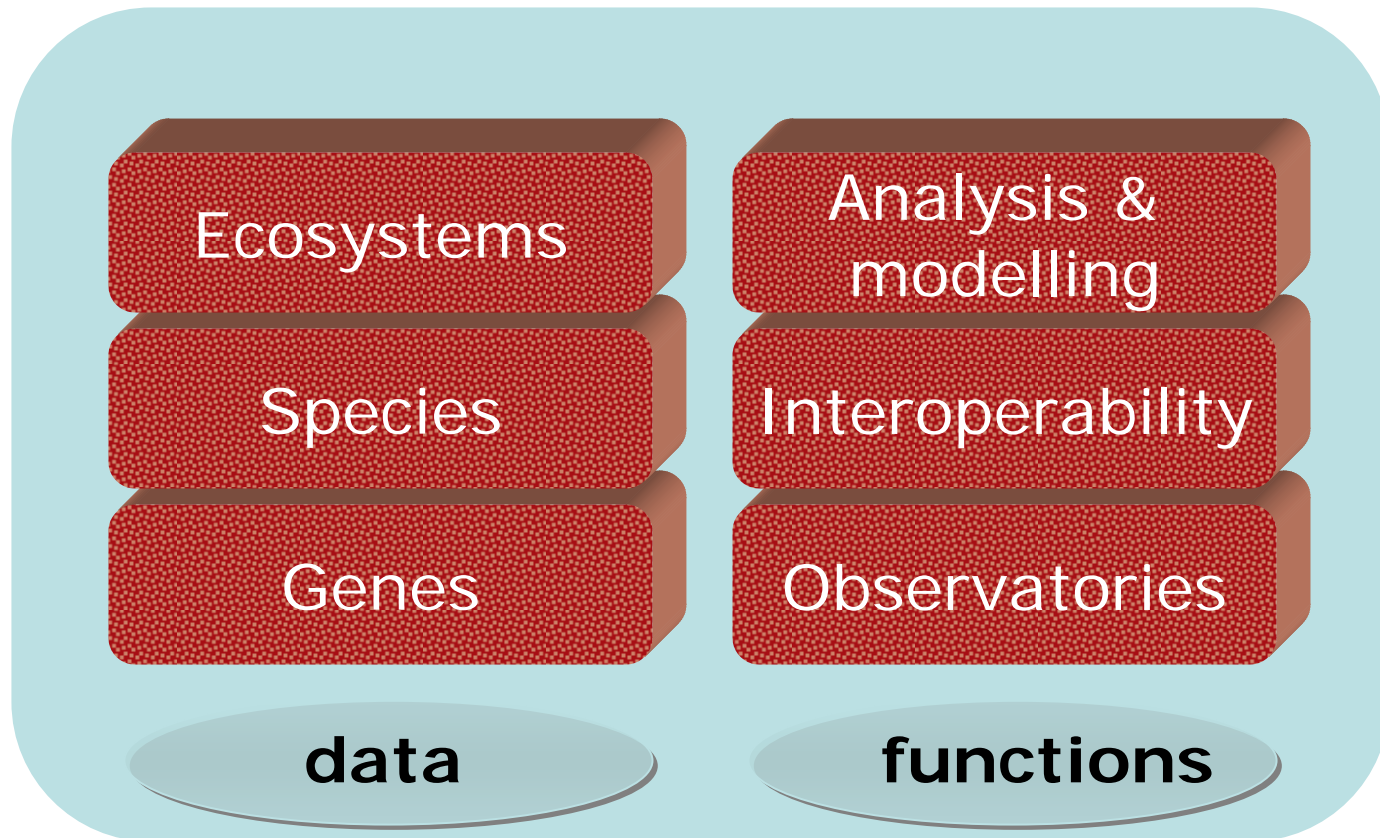 Ecosystems
Species
Genes
data
Analysis &
modelling
Interoperability
Observatories
functions